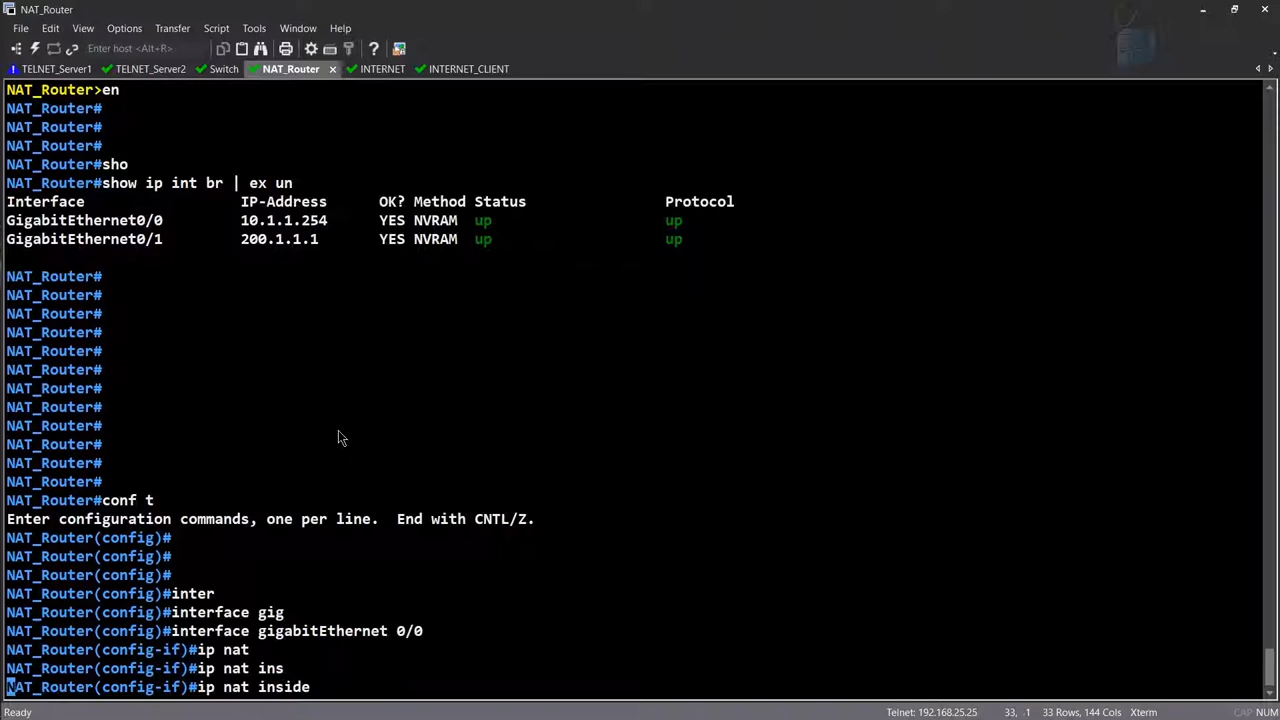 NAT_Router
File Edit View Options Transfer Script Tools Window Help
Enter host <Alt+R>
TELNET_Server1 TELNET_Server2 Switch NAT_Router INTERNET INTERNET_CLIENT
NAT_Router>en
NAT_Router#
NAT_Router#
NAT_Router#
NAT_Router#sho
NAT_Router#show ip int br | ex un
Interface IP-Address OK? Method Status Protocol
GigabitEthernet0/0 10.1.1.254 YES NVRAM up up
GigabitEthernet0/1 200.1.1.1 YES NVRAM up up
NAT_Router#
NAT_Router#
NAT_Router#
NAT_Router#
NAT_Router#
NAT_Router#
NAT_Router#
NAT_Router#
NAT_Router#
NAT_Router#
NAT_Router#
NAT_Router#
NAT_Router#conf t
Enter configuration commands, one per line. End with CNTL/Z.
NAT_Router(config)#
NAT_Router(config)#
NAT_Router(config)#
NAT_Router(config)#inter
NAT_Router(config)#interface gig
NAT_Router(config)#interface gigabitEthernet 0/0
NAT_Router(config-if)#ip nat
NAT_Router(config-if)#ip nat ins
NAT_Router(config-if)#ip nat inside
Ready Telnet: 192.168.25.25 33, 1 33 Rows, 144 Cols Xterm CAP NUM